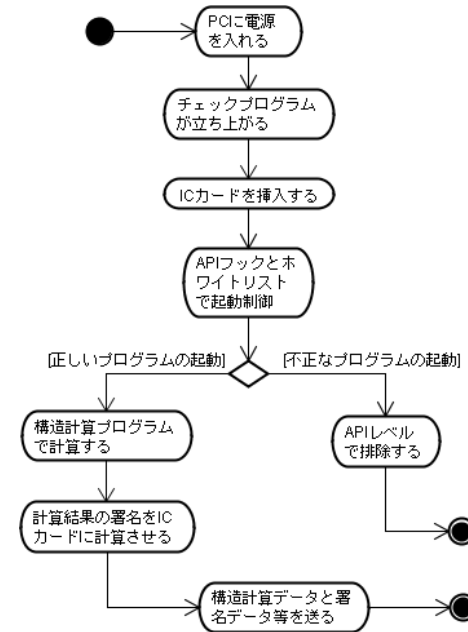 PCに電源
を入れる
チェックプログラム
が立ち上がる
ICカードを挿入する
APIフックとホ
ワイトリスト
で起動制御
[正しいプログラムの起動]
[不正なプログラムの起動]
構造計算プログラム
で計算する
APIレベル
で排除する
計算結果の署名をIC
カードに計算させる
構造計算データと署
名データ等を送る